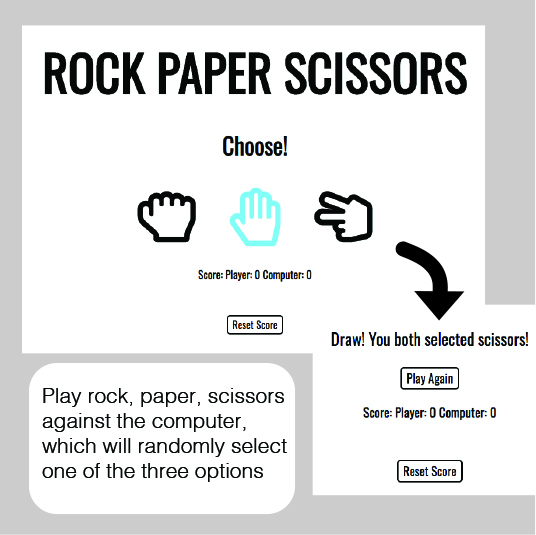 ROCK PAPER SCISSORS
Choose!
Score: Player: 0 Computer: 0
Reset Score
Draw! You both selected scissors!
Play Again
Score: Player: 0 Computer: 0
Reset Score
Play rock, paper, scissors
against the computer,
which will randomly select
one of the three options